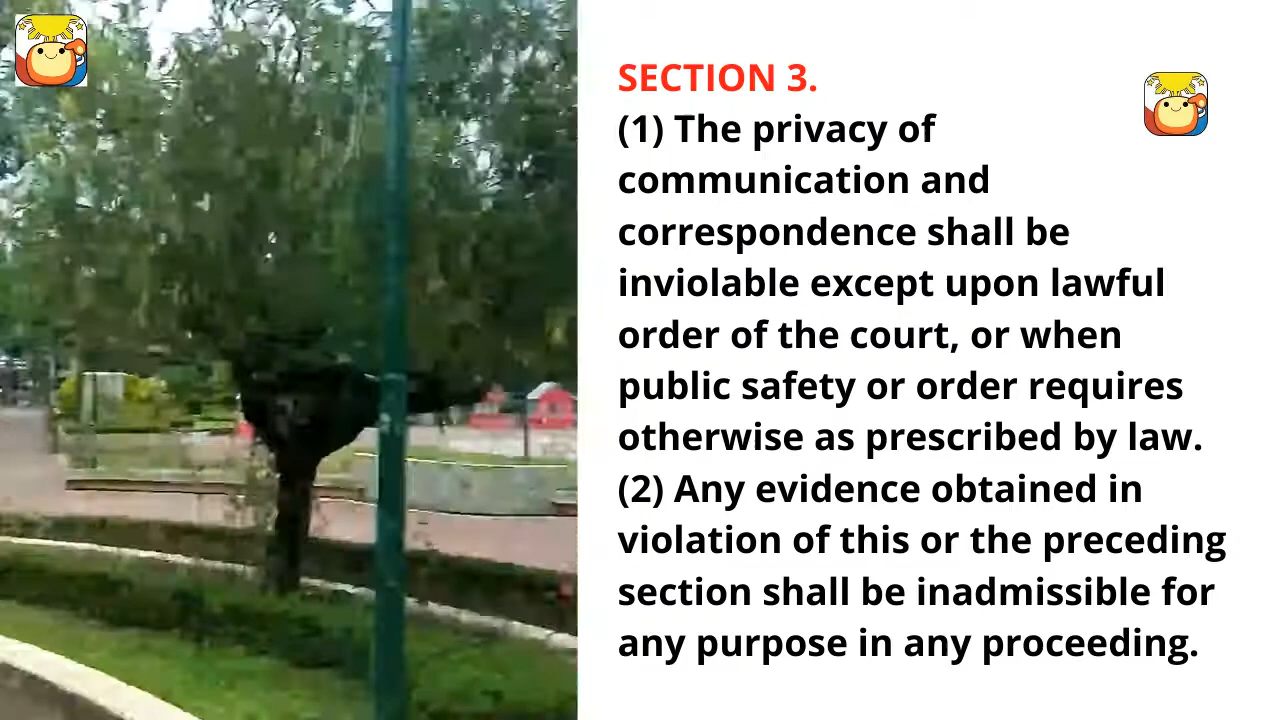 SECTION 3.
(1) The privacy of
communication and
correspondence shall be
inviolable except upon lawful
order of the court, or when
public safety or order requires
otherwise as prescribed by law.
(2) Any evidence obtained in
violation of this or the preceding
section shall be inadmissible for
any purpose in any proceeding.